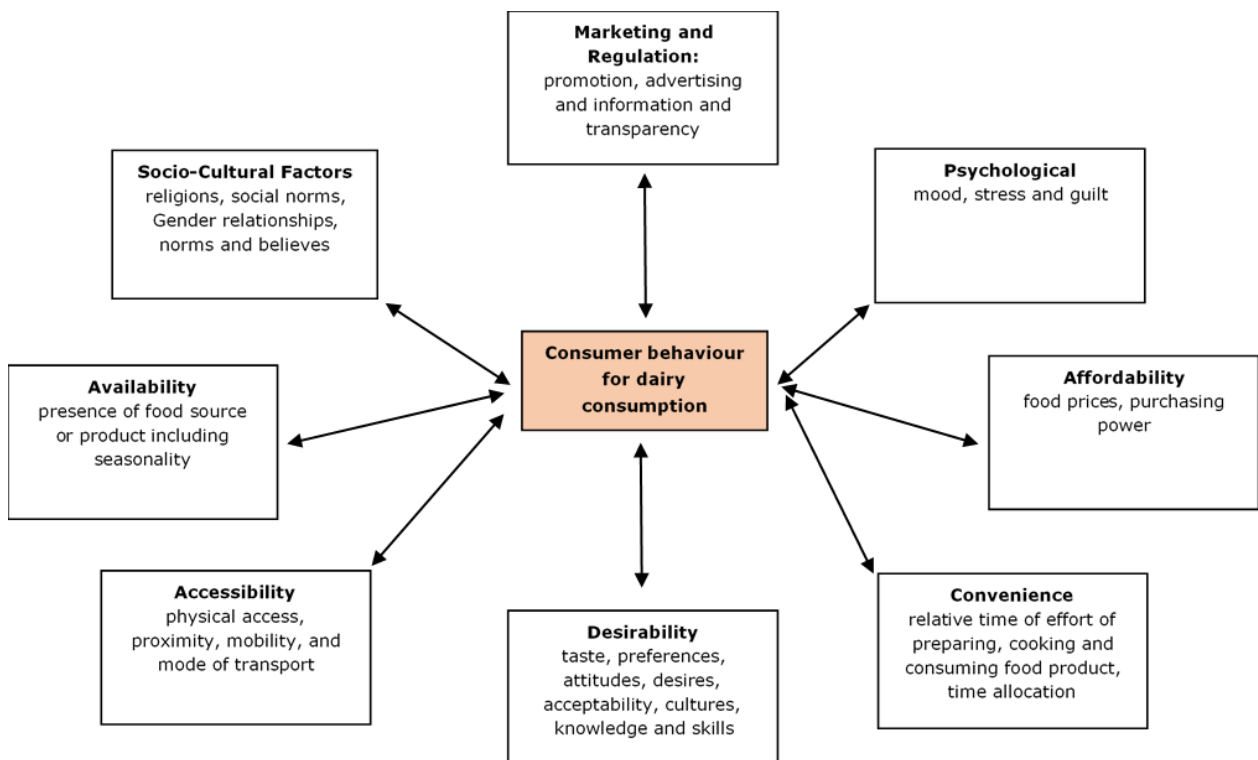 Marketing and
Regulation:
promotion, advertising
and information and
transparency
Socio-Cultural Factors
religions, social norms,
Gender relationships,
norms and believes
Psychological
mood, stress and guilt
Consumer behaviour
for dairy
consumption
Availability
presence of food source
or product including
seasonality
Affordability
food prices, purchasing
power
Accessibility
physical access,
proximity, mobility, and
mode of transport
Desirability
taste, preferences,
attitudes, desires,
acceptability, cultures,
knowledge and skills
Convenience
relative time of effort of
preparing, cooking and
consuming food product,
time allocation